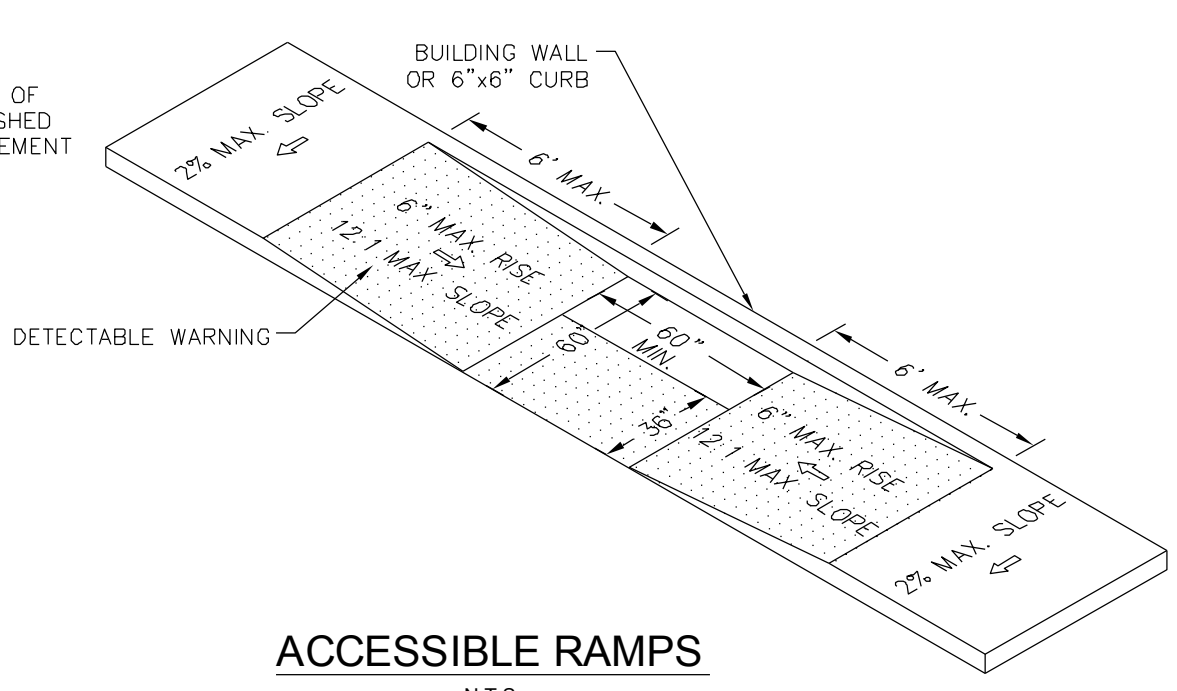 BUILDING WALL
OR 6"x6" CURB
OF
SHED
EMENT
2% MAX. SLOPE
6' MAX.
6" MAX. RISE
12:1 MAX. SLOPE
DETECTABLE WARNING
60"
60"
MIN.
36"
6' MAX.
6" MAX. RISE
12:1 MAX. SLOPE
2% MAX. SLOPE
ACCESSIBLE RAMPS